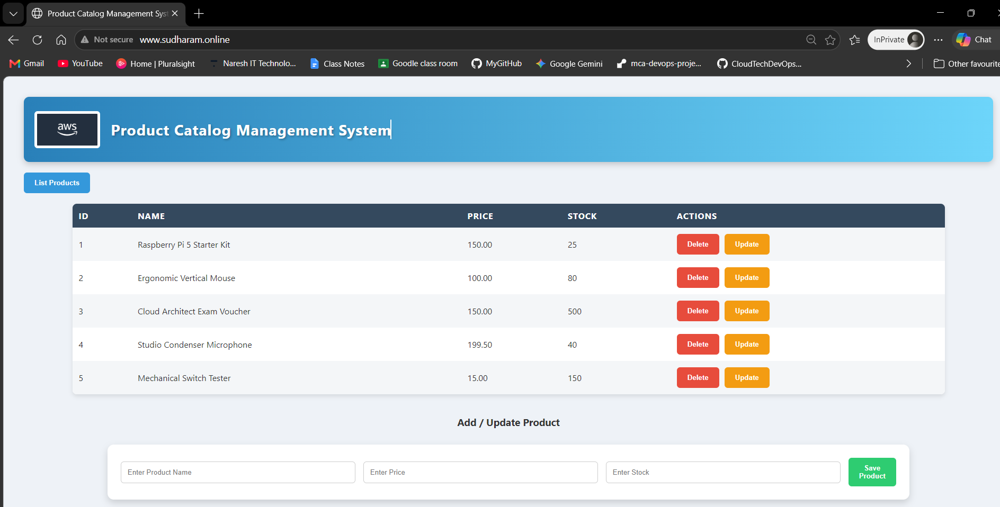 Product Catalog Management Syst
Not secure www.sudharam.online InPrivate Chat
Gmail YouTube Home | Pluralsight Naresh IT Technolo... Class Notes Goodle class room MyGitHub Google Gemini mca-devops-proje... CloudTechDevOps... Other favourite
aws Product Catalog Management System
List Products
ID NAME PRICE STOCK ACTIONS
1 Raspberry Pi 5 Starter Kit 150.00 25 Delete Update
2 Ergonomic Vertical Mouse 100.00 80 Delete Update
3 Cloud Architect Exam Voucher 150.00 500 Delete Update
4 Studio Condenser Microphone 199.50 40 Delete Update
5 Mechanical Switch Tester 15.00 150 Delete Update
Add / Update Product
Enter Product Name Enter Price Enter Stock Save
Product